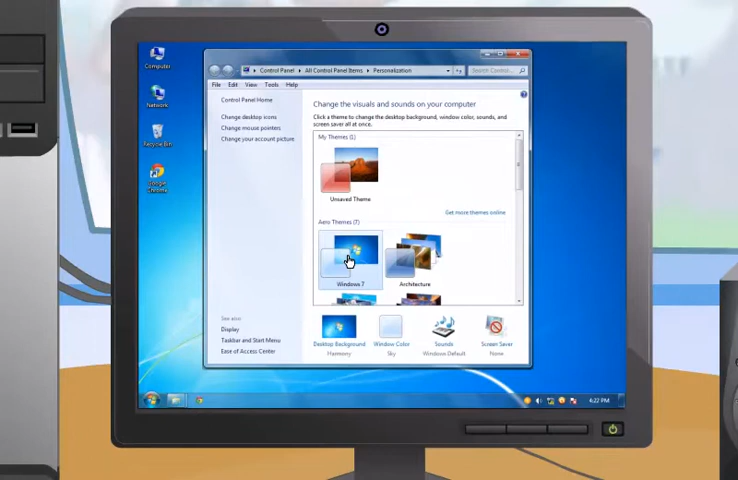 Computer
Network
Recycle Bin
Google
Chrome
Control Panel
All Control Panel Items
Personalization
Search Control...
File Edit View Tools Help
Control Panel Home
Change desktop icons
Change mouse pointers
Change your account picture
See also
Display
Taskbar and Start Menu
Ease of Access Center
Change the visuals and sounds on your computer
Click a theme to change the desktop background, window color, sounds, and
screen saver all at once.
My Themes (1)
Unsaved Theme
Get more themes online
Aero Themes (7)
Windows 7
Architecture
Desktop Background
Harmony
Window Color
Sky
Sounds
Windows Default
Screen Saver
None
4:22 PM